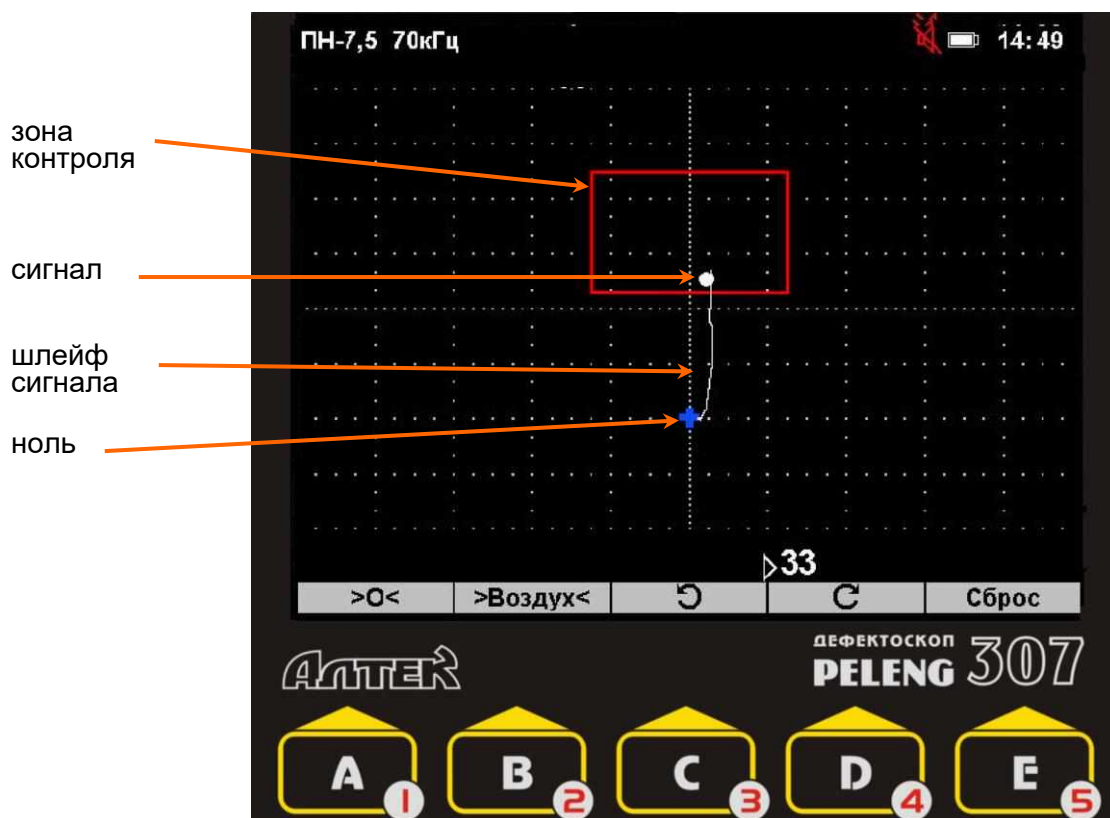 ПН-7,5 70кГц
14:49
зона
контроля
сигнал
шлейф
сигнала
ноль
33
>О<
>Воздух<
Сброс
АЛТЕК
ДЕФЕКТОСКОП
PELENG 307
A 1
B 2
C 3
D 4
E 5